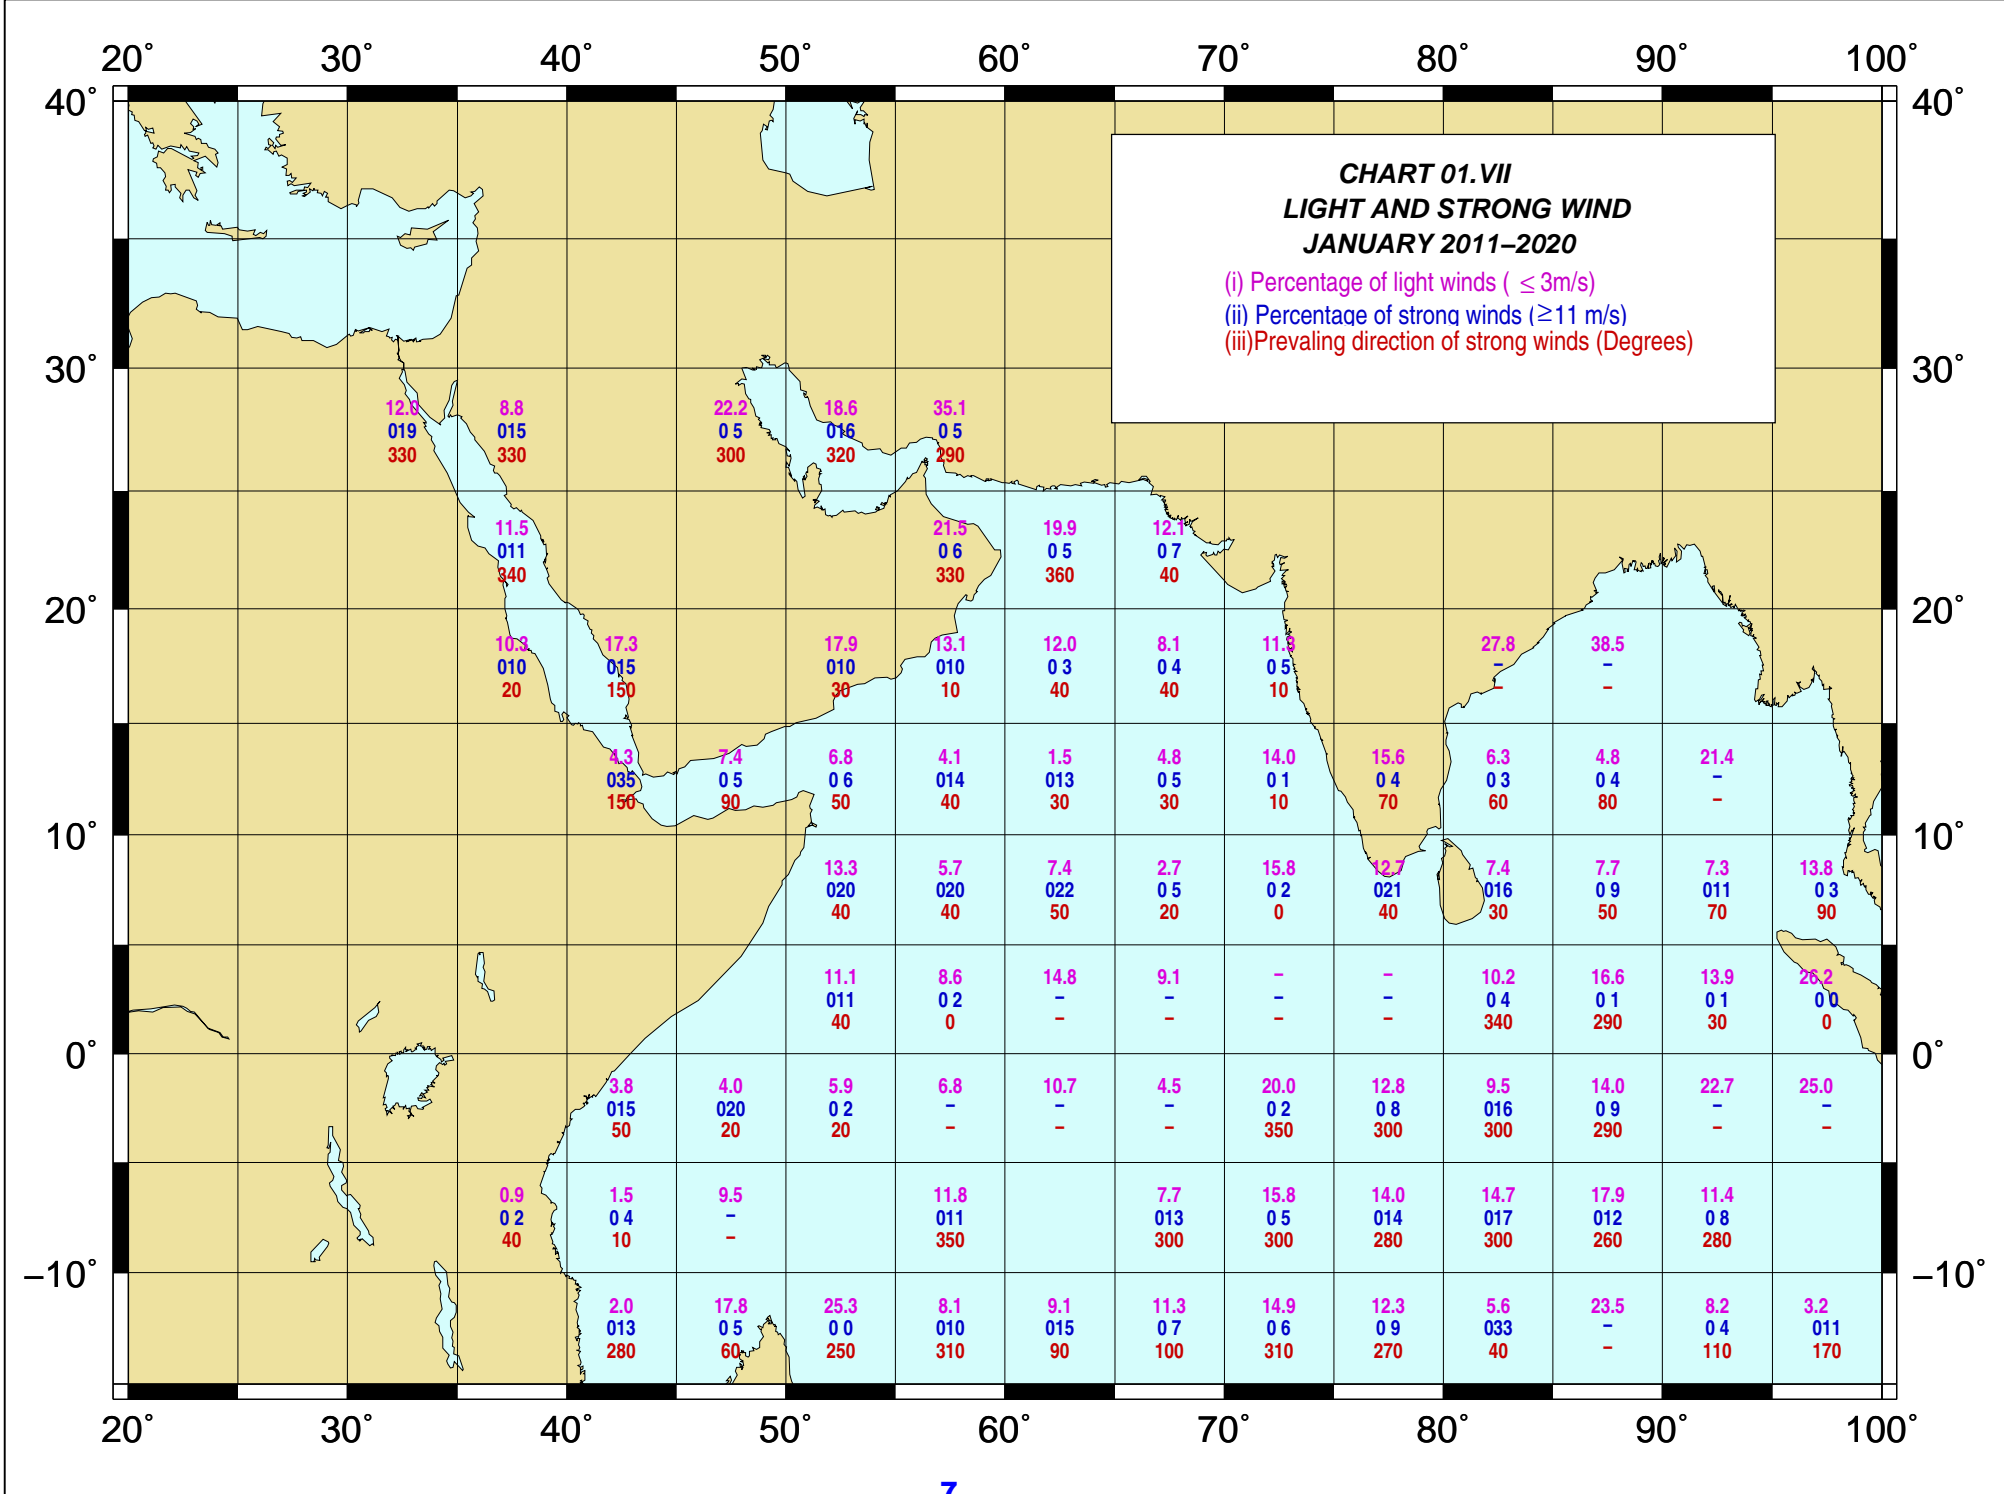 20° 30° 40° 50° 60° 70° 80° 90° 100°
40° 40°
CHART 01.VII
LIGHT AND STRONG WIND
JANUARY 2011–2020
(i) Percentage of light winds ( ≤ 3m/s)
(ii) Percentage of strong winds (≥11 m/s)
(iii)Prevaling direction of strong winds (Degrees)
30° 30°
12.0 8.8 22.2 18.6 35.1
019 015 0 5 016 0 5
330 330 300 320 290
11.5 21.5 19.9 12.1
011 0 6 0 5 0 7
340 330 360 40
20° 20°
10.3 17.3 17.9 13.1 12.0 8.1 11.8 27.8 38.5
010 015 010 010 0 3 0 4 0 5 – –
20 150 30 10 40 40 10 – –
4.3 7.4 6.8 4.1 1.5 4.8 14.0 15.6 6.3 4.8 21.4
035 0 5 0 6 014 013 0 5 0 1 0 4 0 3 0 4 –
150 90 50 40 30 30 10 70 60 80 –
10° 10°
13.3 5.7 7.4 2.7 15.8 12.7 7.4 7.7 7.3 13.8
020 020 022 0 5 0 2 021 016 0 9 011 0 3
40 40 50 20 0 40 30 50 70 90
11.1 8.6 14.8 9.1 – – 10.2 16.6 13.9 26.2
011 0 2 – – – – 0 4 0 1 0 1 0 0
40 0 – – – – 340 290 30 0
0° 0°
3.8 4.0 5.9 6.8 10.7 4.5 20.0 12.8 9.5 14.0 22.7 25.0
015 020 0 2 – – – 0 2 0 8 016 0 9 – –
50 20 20 – – – 350 300 300 290 – –
0.9 1.5 9.5 11.8 7.7 15.8 14.0 14.7 17.9 11.4
0 2 0 4 – 011 013 0 5 014 017 012 0 8
40 10 – 350 300 300 280 300 260 280
–10° –10°
2.0 17.8 25.3 8.1 9.1 11.3 14.9 12.3 5.6 23.5 8.2 3.2
013 0 5 0 0 010 015 0 7 0 6 0 9 033 – 0 4 011
280 60 250 310 90 100 310 270 40 – 110 170
20° 30° 40° 50° 60° 70° 80° 90° 100°
7